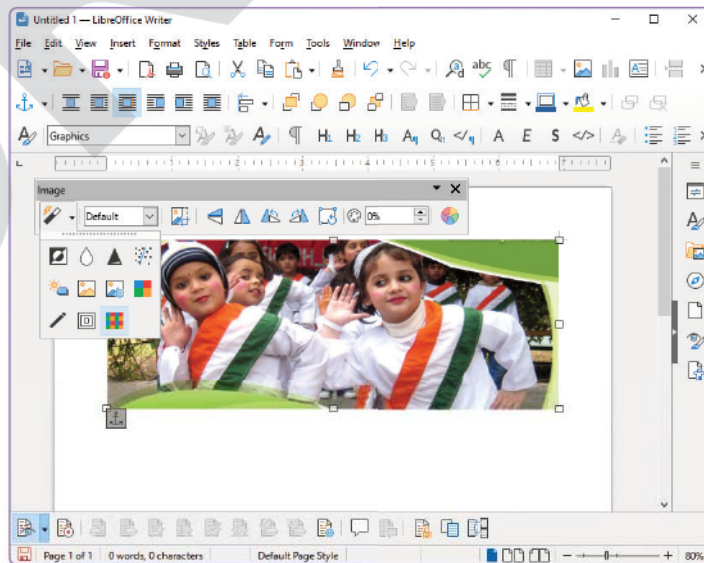 Untitled 1 — LibreOffice Writer
File Edit View Insert Format Styles Table Form Tools Window Help
Graphics
Image
Default 0%
Page 1 of 1 0 words, 0 characters Default Page Style 80%